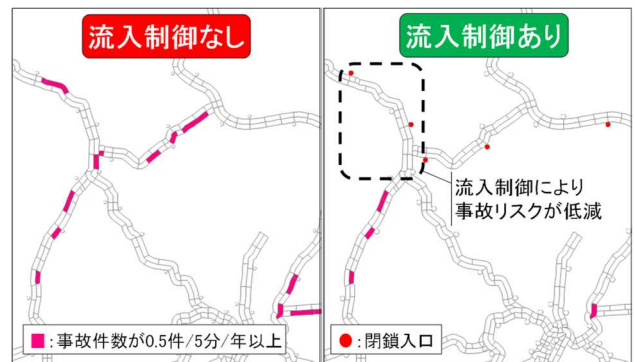 流入制御なし
流入制御あり
流入制御により
事故リスクが低減
■:事故件数が0.5件/5分/年以上
●:閉鎖入口